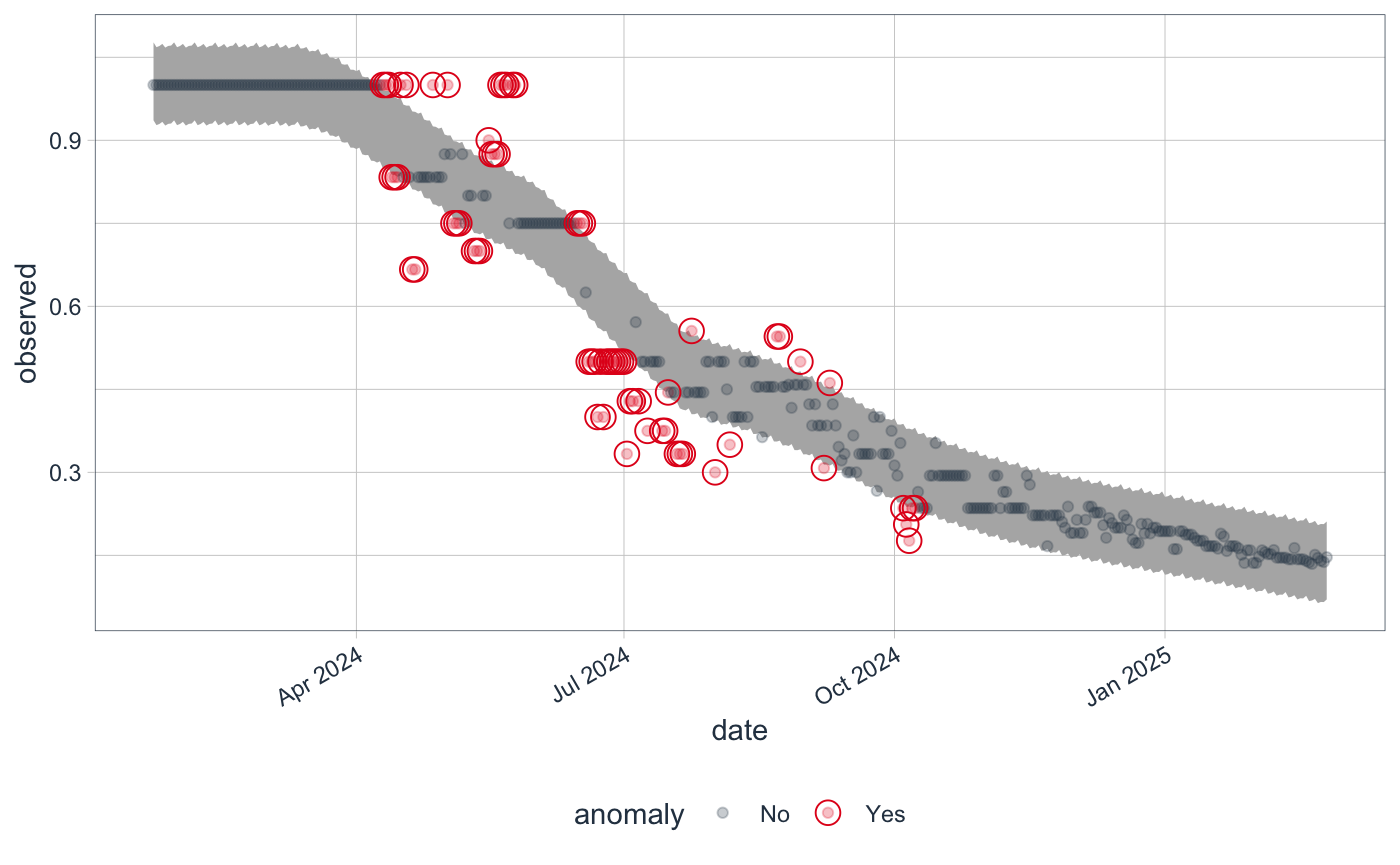 observed
0.9
0.6
0.3
Apr 2024
Jul 2024
Oct 2024
Jan 2025
date
anomaly No Yes